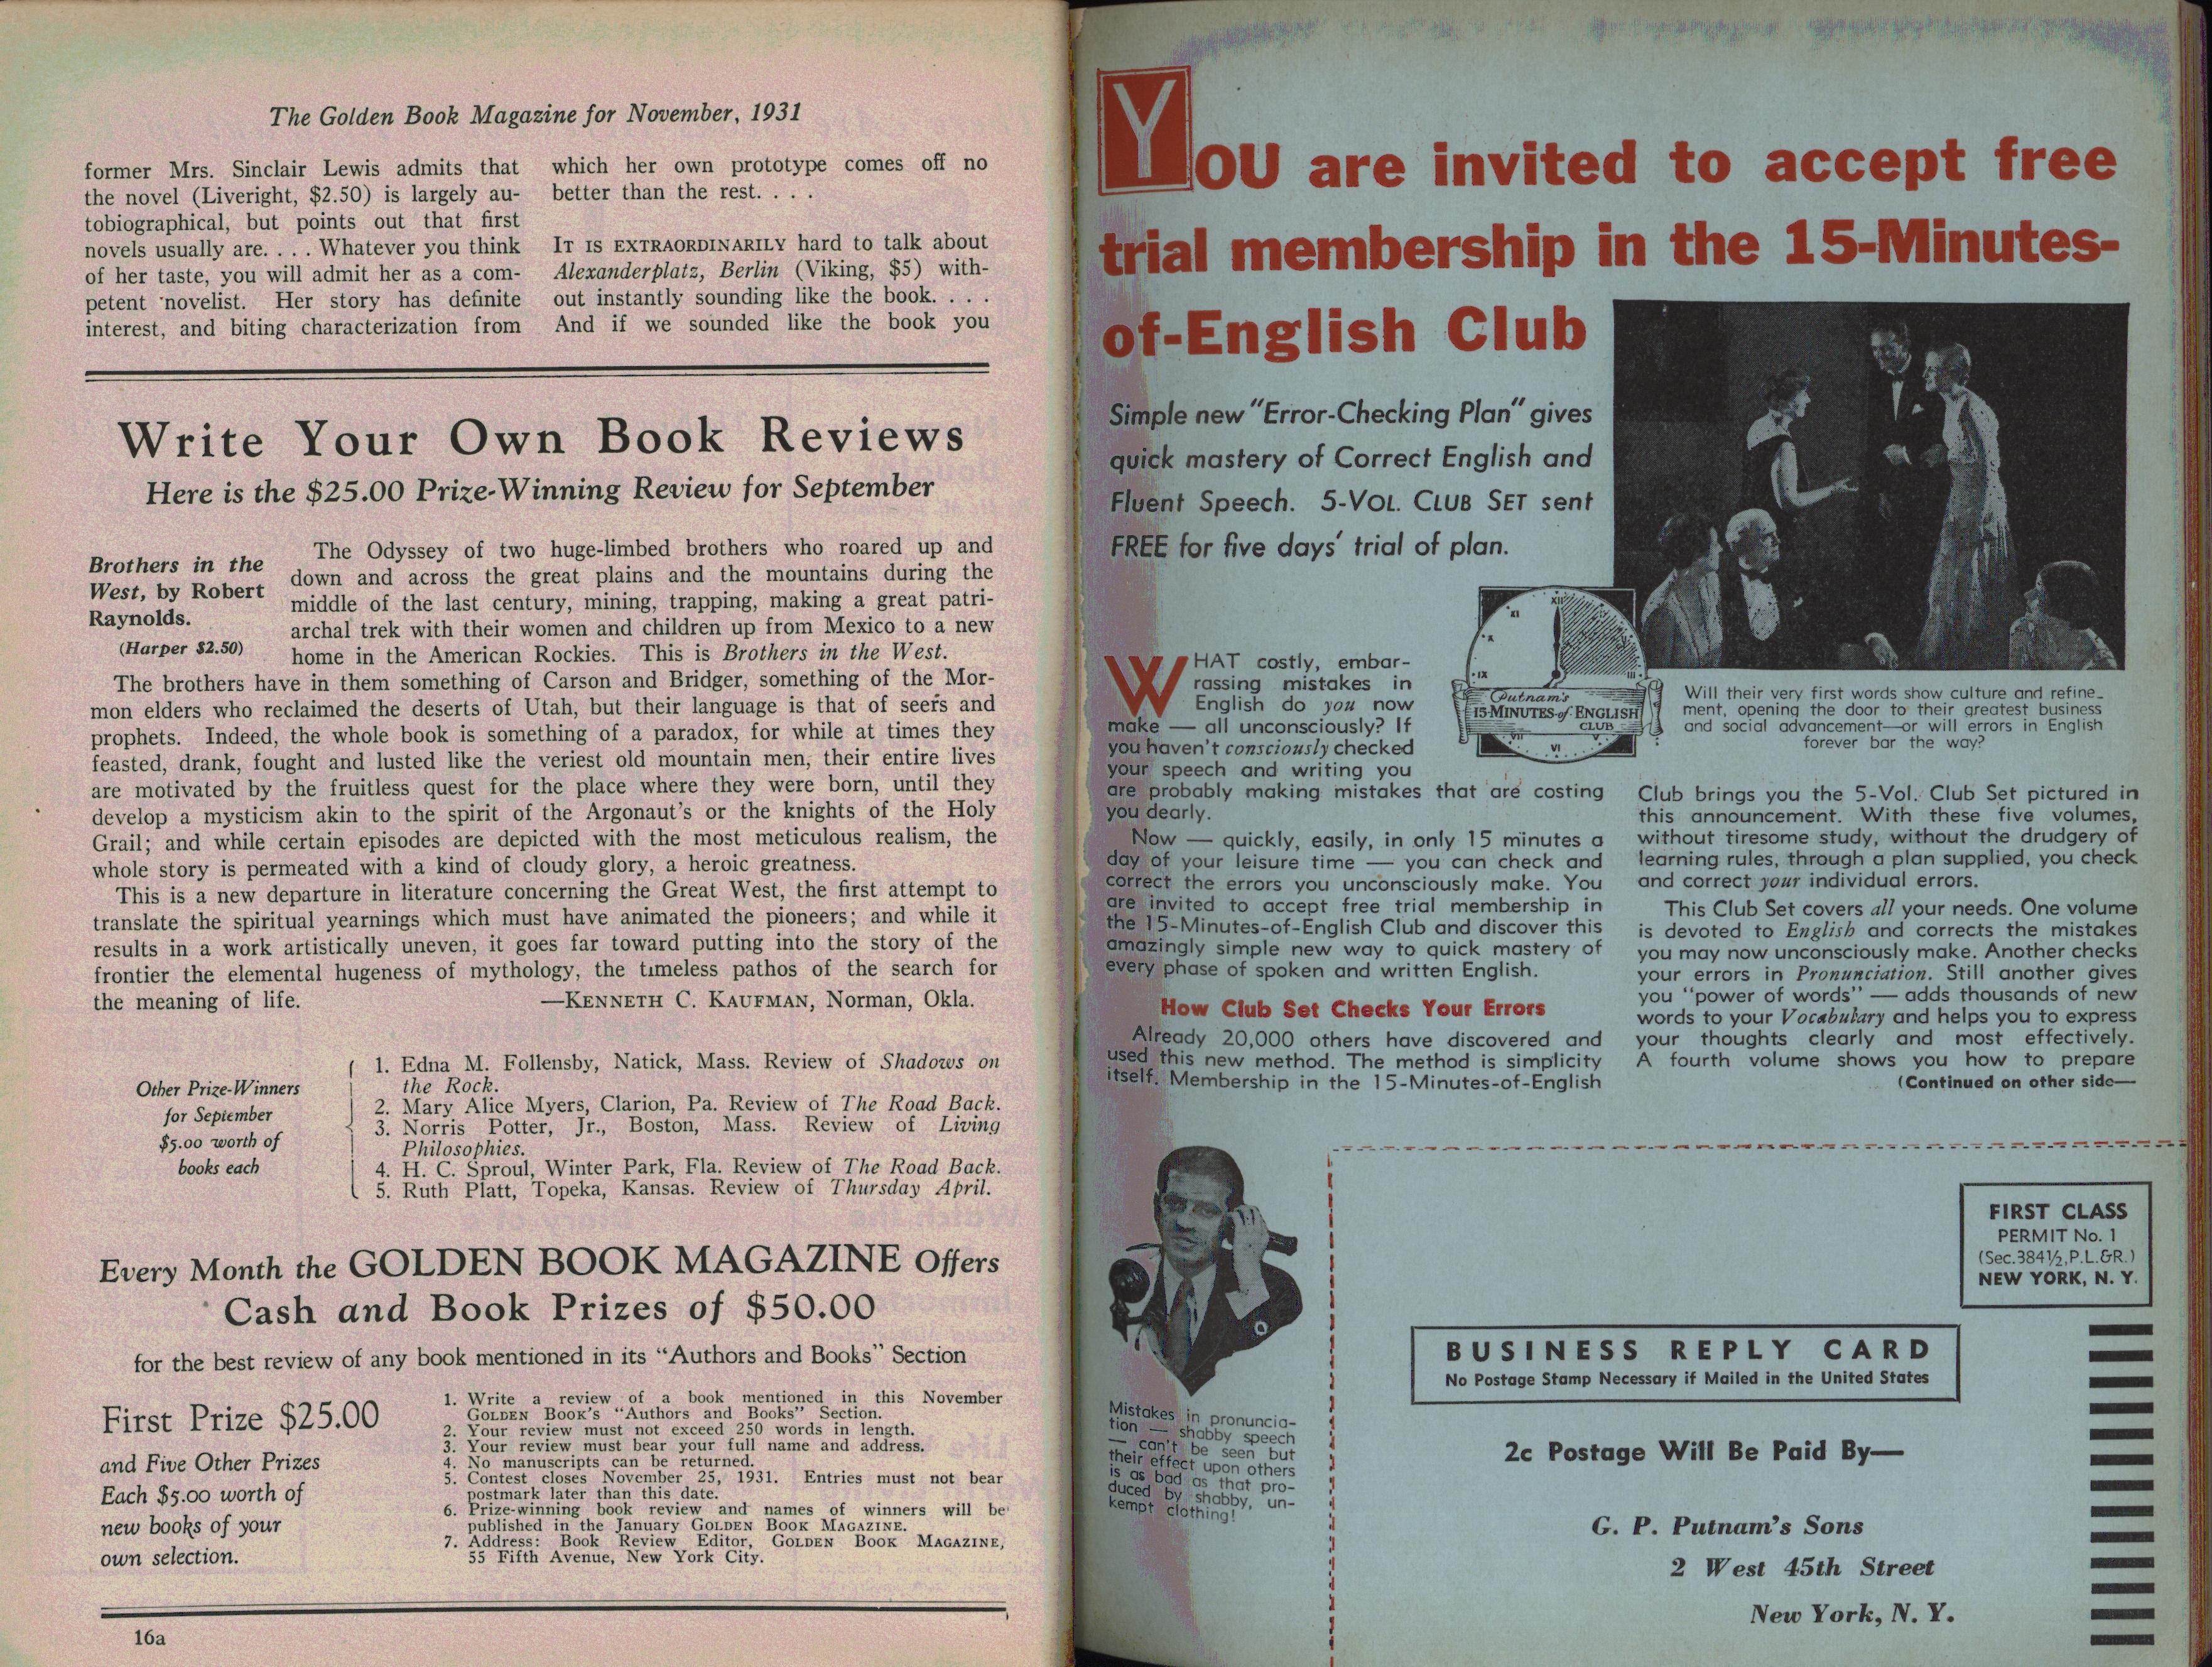 The Golden Book Magazine for November, 1931
former Mrs. Sinclair Lewis admits that
the novel (Liveright, $2.50) is largely au-
tobiographical, but points out that first
novels usually are. . . . Whatever you think
of her taste, you will admit her as a com-
petent novelist. Her story has definite
interest, and biting characterization from
which her own prototype comes off no
better than the rest. . . .
IT IS EXTRAORDINARILY hard to talk about
Alexanderplatz, Berlin (Viking, $5) with-
out instantly sounding like the book. . . .
And if we sounded like the book you
Write Your Own Book Reviews
Here is the $25.00 Prize-Winning Review for September
Brothers in the
West, by Robert
Raynolds.
(Harper $2.50)
The Odyssey of two huge-limbed brothers who roared up and
down and across the great plains and the mountains during the
middle of the last century, mining, trapping, making a great patri-
archal trek with their women and children up from Mexico to a new
home in the American Rockies. This is Brothers in the West.
The brothers have in them something of Carson and Bridger, something of the Mor-
mon elders who reclaimed the deserts of Utah, but their language is that of seers and
prophets. Indeed, the whole book is something of a paradox, for while at times they
feasted, drank, fought and lusted like the veriest old mountain men, their entire lives
are motivated by the fruitless quest for the place where they were born, until they
develop a mysticism akin to the spirit of the Argonaut's or the knights of the Holy
Grail; and while certain episodes are depicted with the most meticulous realism, the
whole story is permeated with a kind of cloudy glory, a heroic greatness.
This is a new departure in literature concerning the Great West, the first attempt to
translate the spiritual yearnings which must have animated the pioneers; and while it
results in a work artistically uneven, it goes far toward putting into the story of the
frontier the elemental hugeness of mythology, the timeless pathos of the search for
the meaning of life. —KENNETH C. KAUFMAN, Norman, Okla.
Other Prize-Winners
for September
$5.00 worth of
books each
1. Edna M. Follensby, Natick, Mass. Review of Shadows on
the Rock.
2. Mary Alice Myers, Clarion, Pa. Review of The Road Back.
3. Norris Potter, Jr., Boston, Mass. Review of Living
Philosophies.
4. H. C. Sproul, Winter Park, Fla. Review of The Road Back.
5. Ruth Platt, Topeka, Kansas. Review of Thursday April.
Every Month the GOLDEN BOOK MAGAZINE Offers
Cash and Book Prizes of $50.00
for the best review of any book mentioned in its "Authors and Books" Section
First Prize $25.00
and Five Other Prizes
Each $5.00 worth of
new books of your
own selection.
1. Write a review of a book mentioned in this November
GOLDEN BOOK'S "Authors and Books" Section.
2. Your review must not exceed 250 words in length.
3. Your review must bear your full name and address.
4. No manuscripts can be returned.
5. Contest closes November 25, 1931. Entries must not bear
postmark later than this date.
6. Prize-winning book review and names of winners will be
published in the January GOLDEN BOOK MAGAZINE.
7. Address: Book Review Editor, GOLDEN BOOK MAGAZINE,
55 Fifth Avenue, New York City.
16a
YOU are invited to accept free
trial membership in the 15-Minutes-
of-English Club
Simple new "Error-Checking Plan" gives
quick mastery of Correct English and
Fluent Speech. 5-VOL. CLUB SET sent
FREE for five days' trial of plan.
XII
XI
X
IX
III
VII
VI
V
Putnam's
15-MINUTES-of-ENGLISH
CLUB
Will their very first words show culture and refine-
ment, opening the door to their greatest business
and social advancement—or will errors in English
forever bar the way?
WHAT costly, embar-
rassing mistakes in
English do you now
make — all unconsciously? If
you haven't consciously checked
your speech and writing you
are probably making mistakes that are costing
you dearly.
Now — quickly, easily, in only 15 minutes a
day of your leisure time — you can check and
correct the errors you unconsciously make. You
are invited to accept free trial membership in
the 15-Minutes-of-English Club and discover this
amazingly simple new way to quick mastery of
every phase of spoken and written English.
How Club Set Checks Your Errors
Already 20,000 others have discovered and
used this new method. The method is simplicity
itself. Membership in the 15-Minutes-of-English
Club brings you the 5-Vol. Club Set pictured in
this announcement. With these five volumes,
without tiresome study, without the drudgery of
learning rules, through a plan supplied, you check
and correct your individual errors.
This Club Set covers all your needs. One volume
is devoted to English and corrects the mistakes
you may now unconsciously make. Another checks
your errors in Pronunciation. Still another gives
you "power of words" — adds thousands of new
words to your Vocabulary and helps you to express
your thoughts clearly and most effectively.
A fourth volume shows you how to prepare
(Continued on other side—
Mistakes in pronuncia-
tion — shabby speech
— can't be seen but
their effect upon others
is as bad as that pro-
duced by shabby, un-
kempt clothing!
FIRST CLASS
PERMIT No. 1
(Sec.384½,P.L.&R.)
NEW YORK, N. Y.
BUSINESS REPLY CARD
No Postage Stamp Necessary if Mailed in the United States
2c Postage Will Be Paid By—
G. P. Putnam's Sons
2 West 45th Street
New York, N. Y.